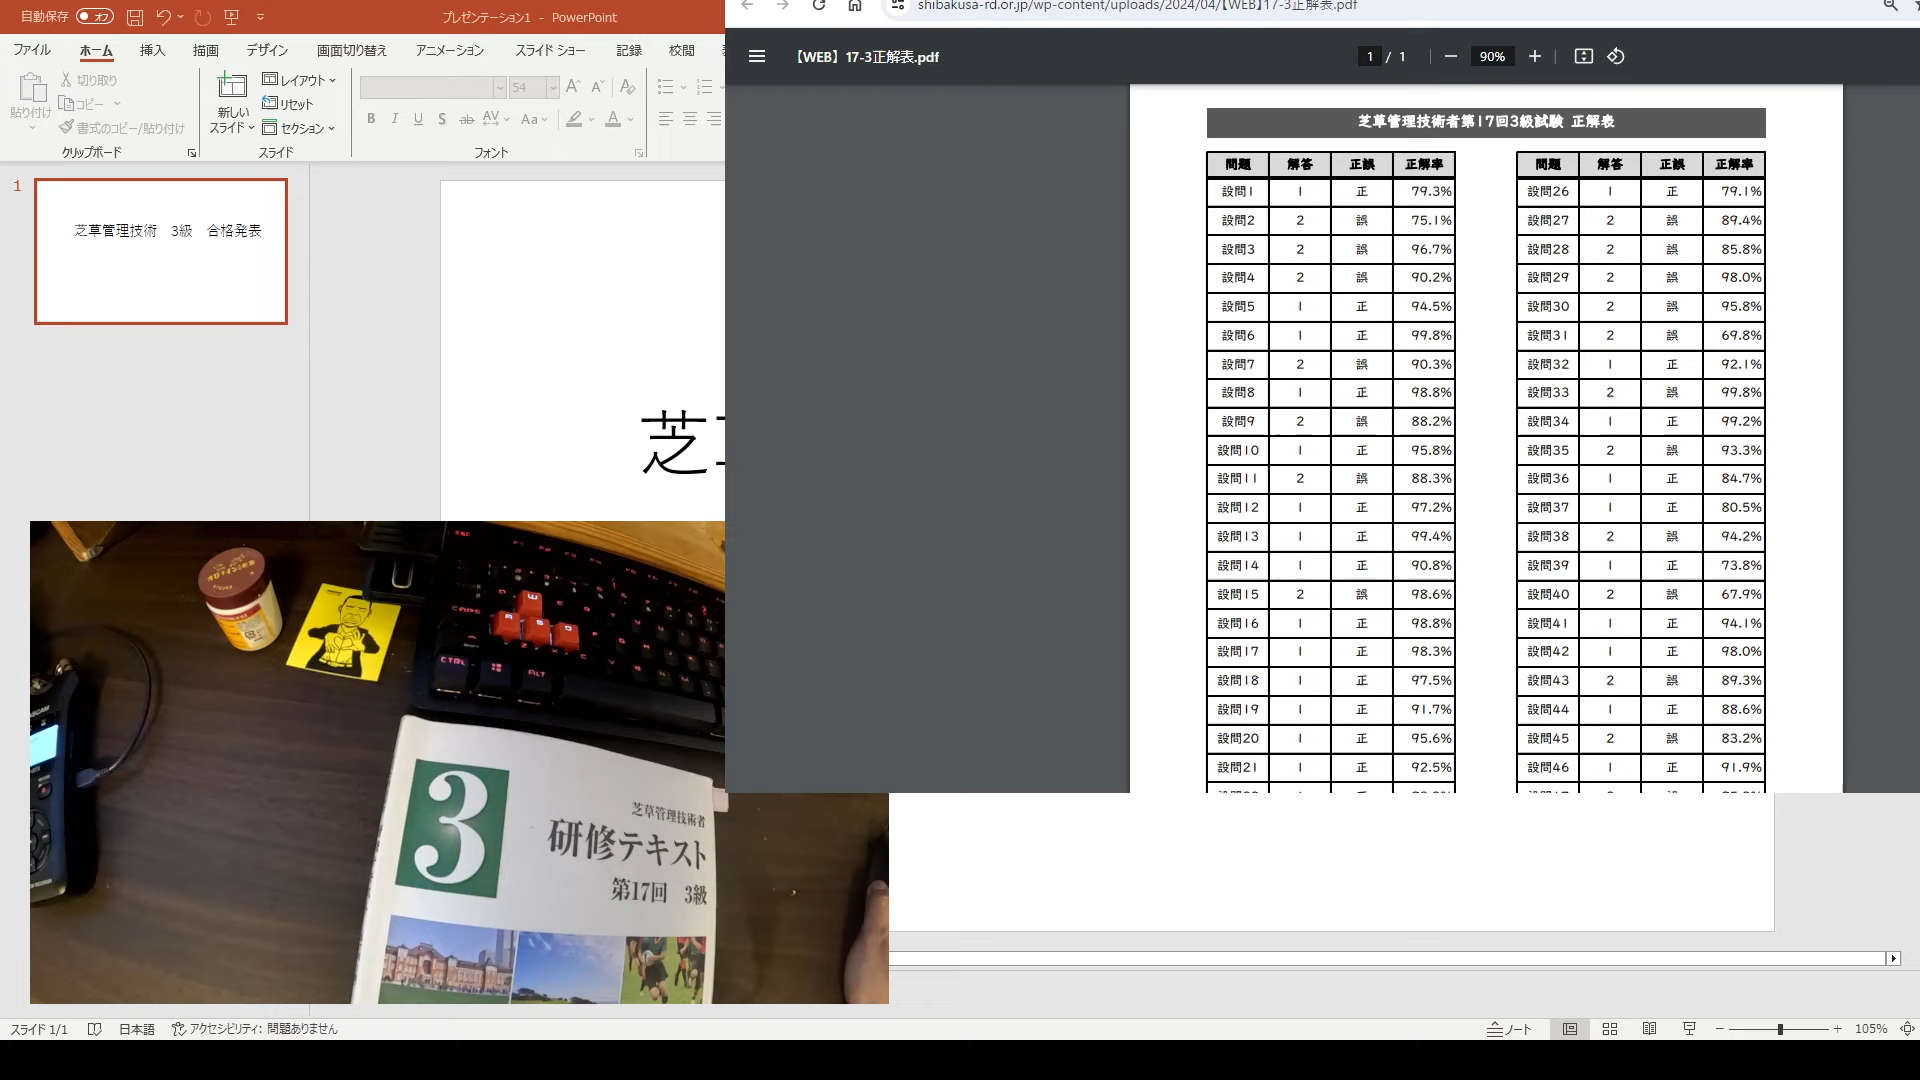 自動保存 オフ
プレゼンテーション1 - PowerPoint
ファイル ホーム 挿入 描画 デザイン 画面切り替え アニメーション スライド ショー 記録 校閲
貼り付け
切り取り
コピー
書式のコピー/貼り付け
クリップボード
新しい
スライド
レイアウト
リセット
セクション
スライド
54
B I U S ab AV Aa
フォント
shibakusa-rd.or.jp/wp-content/uploads/2024/04/【WEB】17-3正解表.pdf
【WEB】17-3正解表.pdf
1 / 1
90%
1
芝草管理技術 3級 合格発表
芝
芝草管理技術者第17回3級試験 正解表
問題 解答 正誤 正解率
設問1 1 正 79.3%
設問2 2 誤 75.1%
設問3 2 誤 96.7%
設問4 2 誤 90.2%
設問5 1 正 94.5%
設問6 1 正 99.8%
設問7 2 誤 90.3%
設問8 1 正 98.8%
設問9 2 誤 88.2%
設問10 1 正 95.8%
設問11 2 誤 88.3%
設問12 1 正 97.2%
設問13 1 正 99.4%
設問14 1 正 90.8%
設問15 2 誤 98.6%
設問16 1 正 98.8%
設問17 1 正 98.3%
設問18 1 正 97.5%
設問19 1 正 91.7%
設問20 1 正 95.6%
設問21 1 正 92.5%
問題 解答 正誤 正解率
設問26 1 正 79.1%
設問27 2 誤 89.4%
設問28 2 誤 85.8%
設問29 2 誤 98.0%
設問30 2 誤 95.8%
設問31 2 誤 69.8%
設問32 1 正 92.1%
設問33 2 誤 99.8%
設問34 1 正 99.2%
設問35 2 誤 93.3%
設問36 1 正 84.7%
設問37 1 正 80.5%
設問38 2 誤 94.2%
設問39 1 正 73.8%
設問40 2 誤 67.9%
設問41 1 正 94.1%
設問42 1 正 98.0%
設問43 2 誤 89.3%
設問44 1 正 88.6%
設問45 2 誤 83.2%
設問46 1 正 91.9%
ESC
CAPS
W
A S D
CTRL
ALT
3
芝草管理技術者
研修テキスト
第17回 3級
スライド 1/1
日本語
アクセシビリティ: 問題ありません
ノート
105%